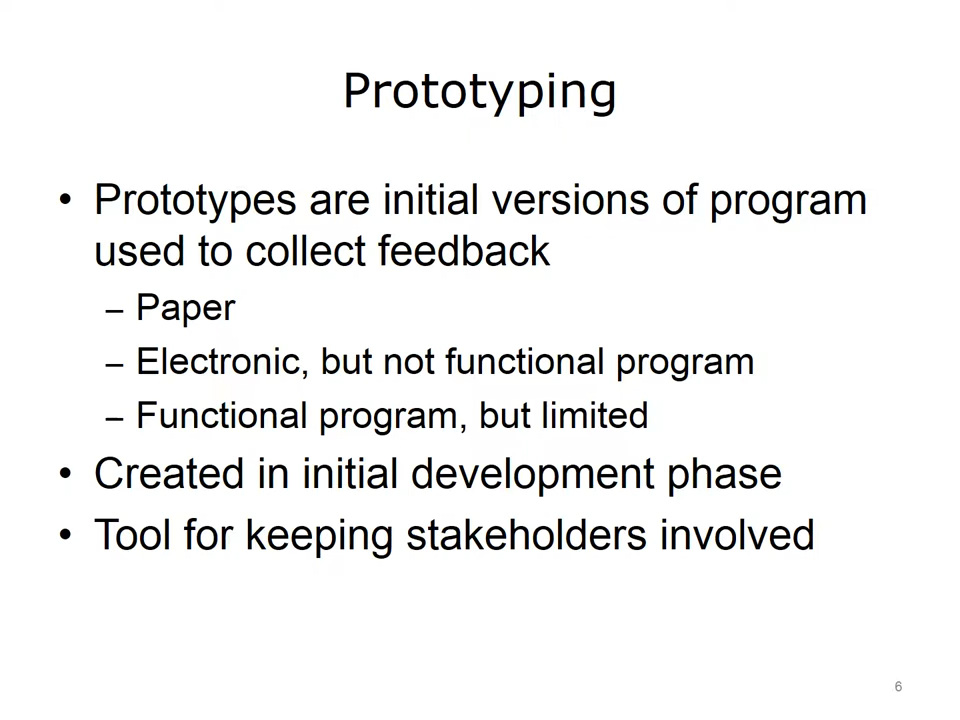 Prototyping
• Prototypes are initial versions of program
used to collect feedback
– Paper
– Electronic, but not functional program
– Functional program, but limited
• Created in initial development phase
• Tool for keeping stakeholders involved
6